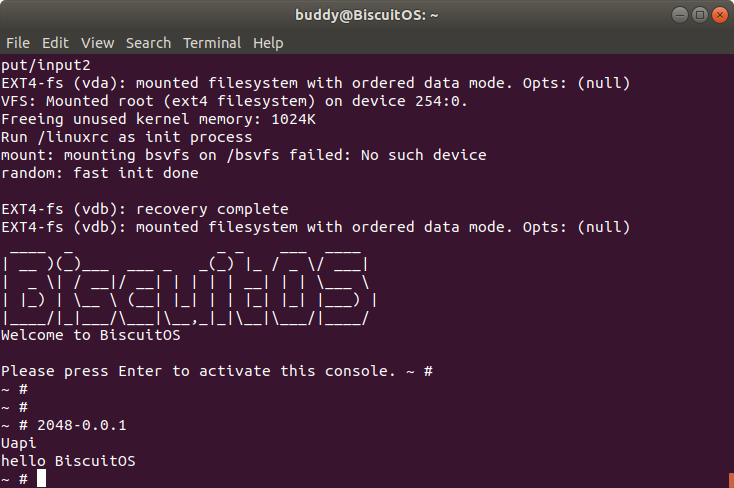 buddy@BiscuitOS: ~
File Edit View Search Terminal Help
put/input2
EXT4-fs (vda): mounted filesystem with ordered data mode. Opts: (null)
VFS: Mounted root (ext4 filesystem) on device 254:0.
Freeing unused kernel memory: 1024K
Run /linuxrc as init process
mount: mounting bsvfs on /bsvfs failed: No such device
random: fast init done
EXT4-fs (vdb): recovery complete
EXT4-fs (vdb): mounted filesystem with ordered data mode. Opts: (null)
BiscuitOS
Welcome to BiscuitOS
Please press Enter to activate this console. ~ #
~ #
~ #
~ # 2048-0.0.1
Uapi
hello BiscuitOS
~ #